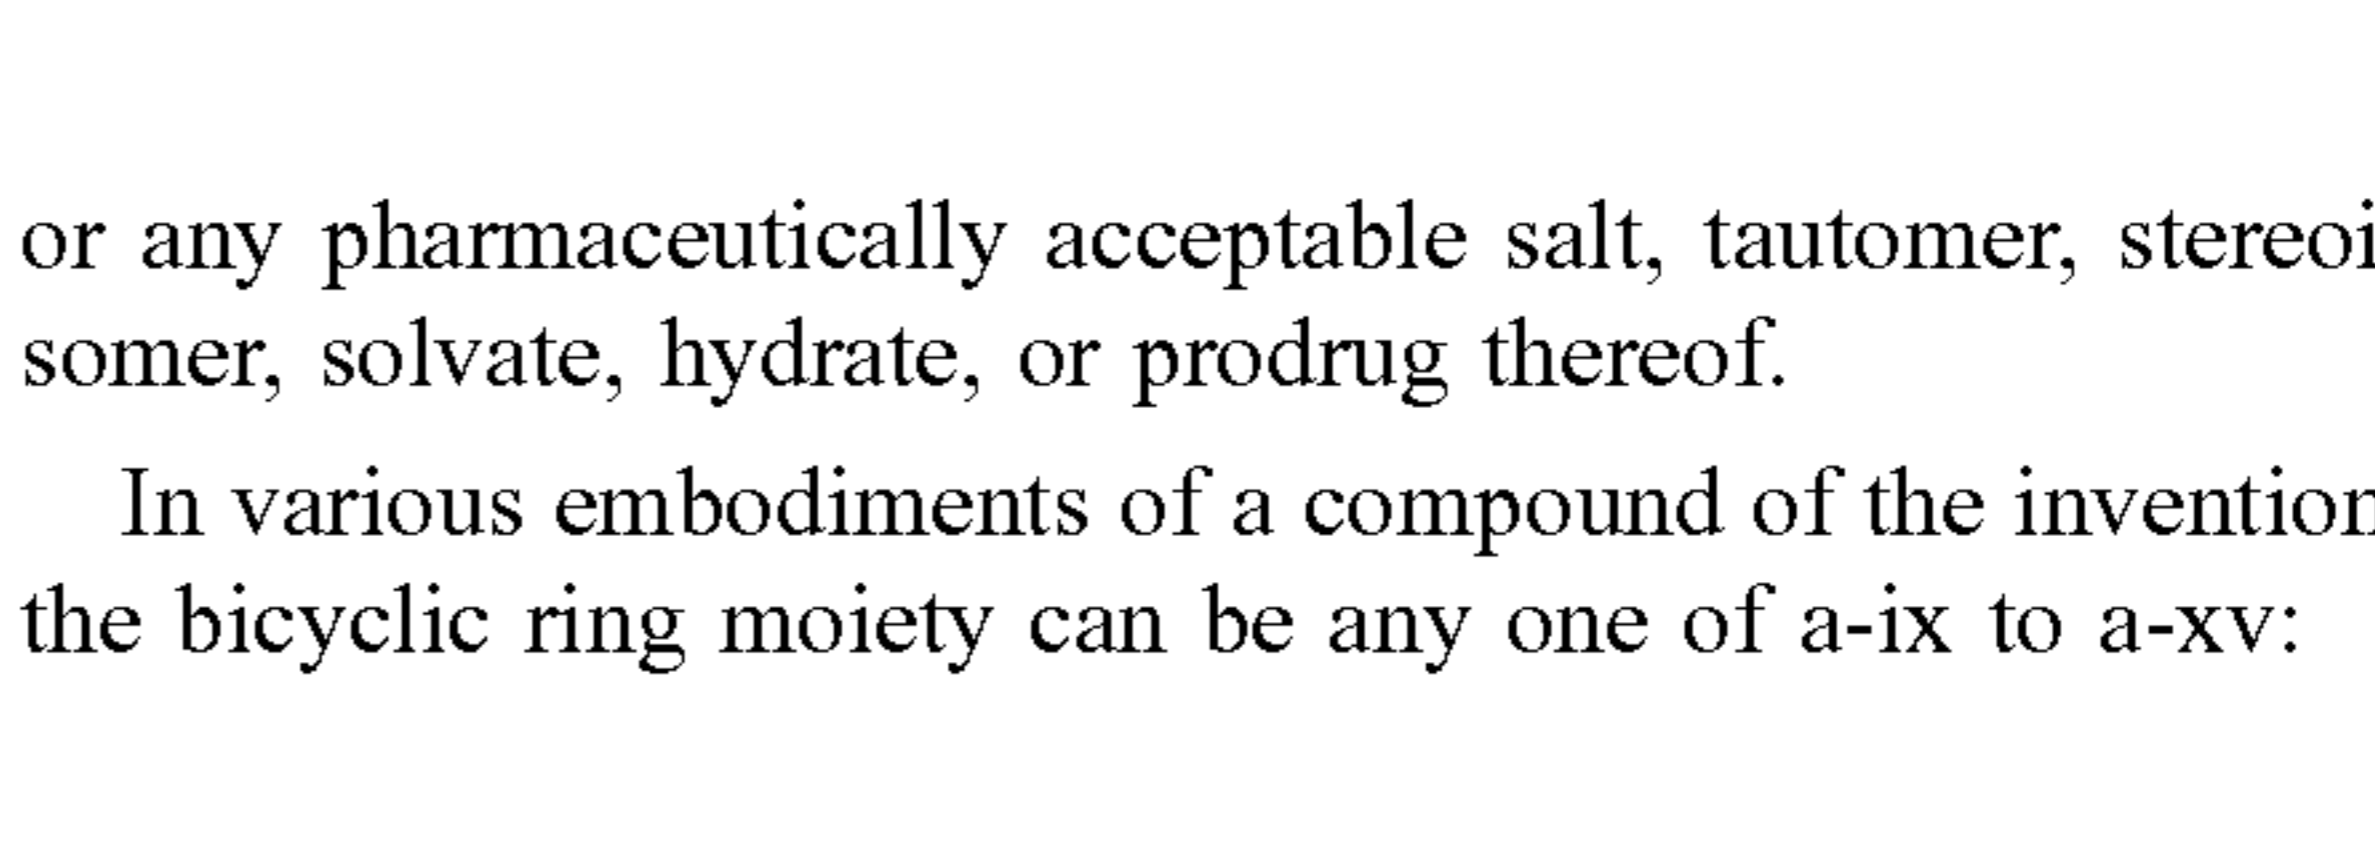 or any pharmaceutically acceptable salt, tautomer, stereoi
somer, solvate, hydrate, or prodrug thereof.
In various embodiments of a compound of the invention
the bicyclic ring moiety can be any one of a-ix to a-xv: